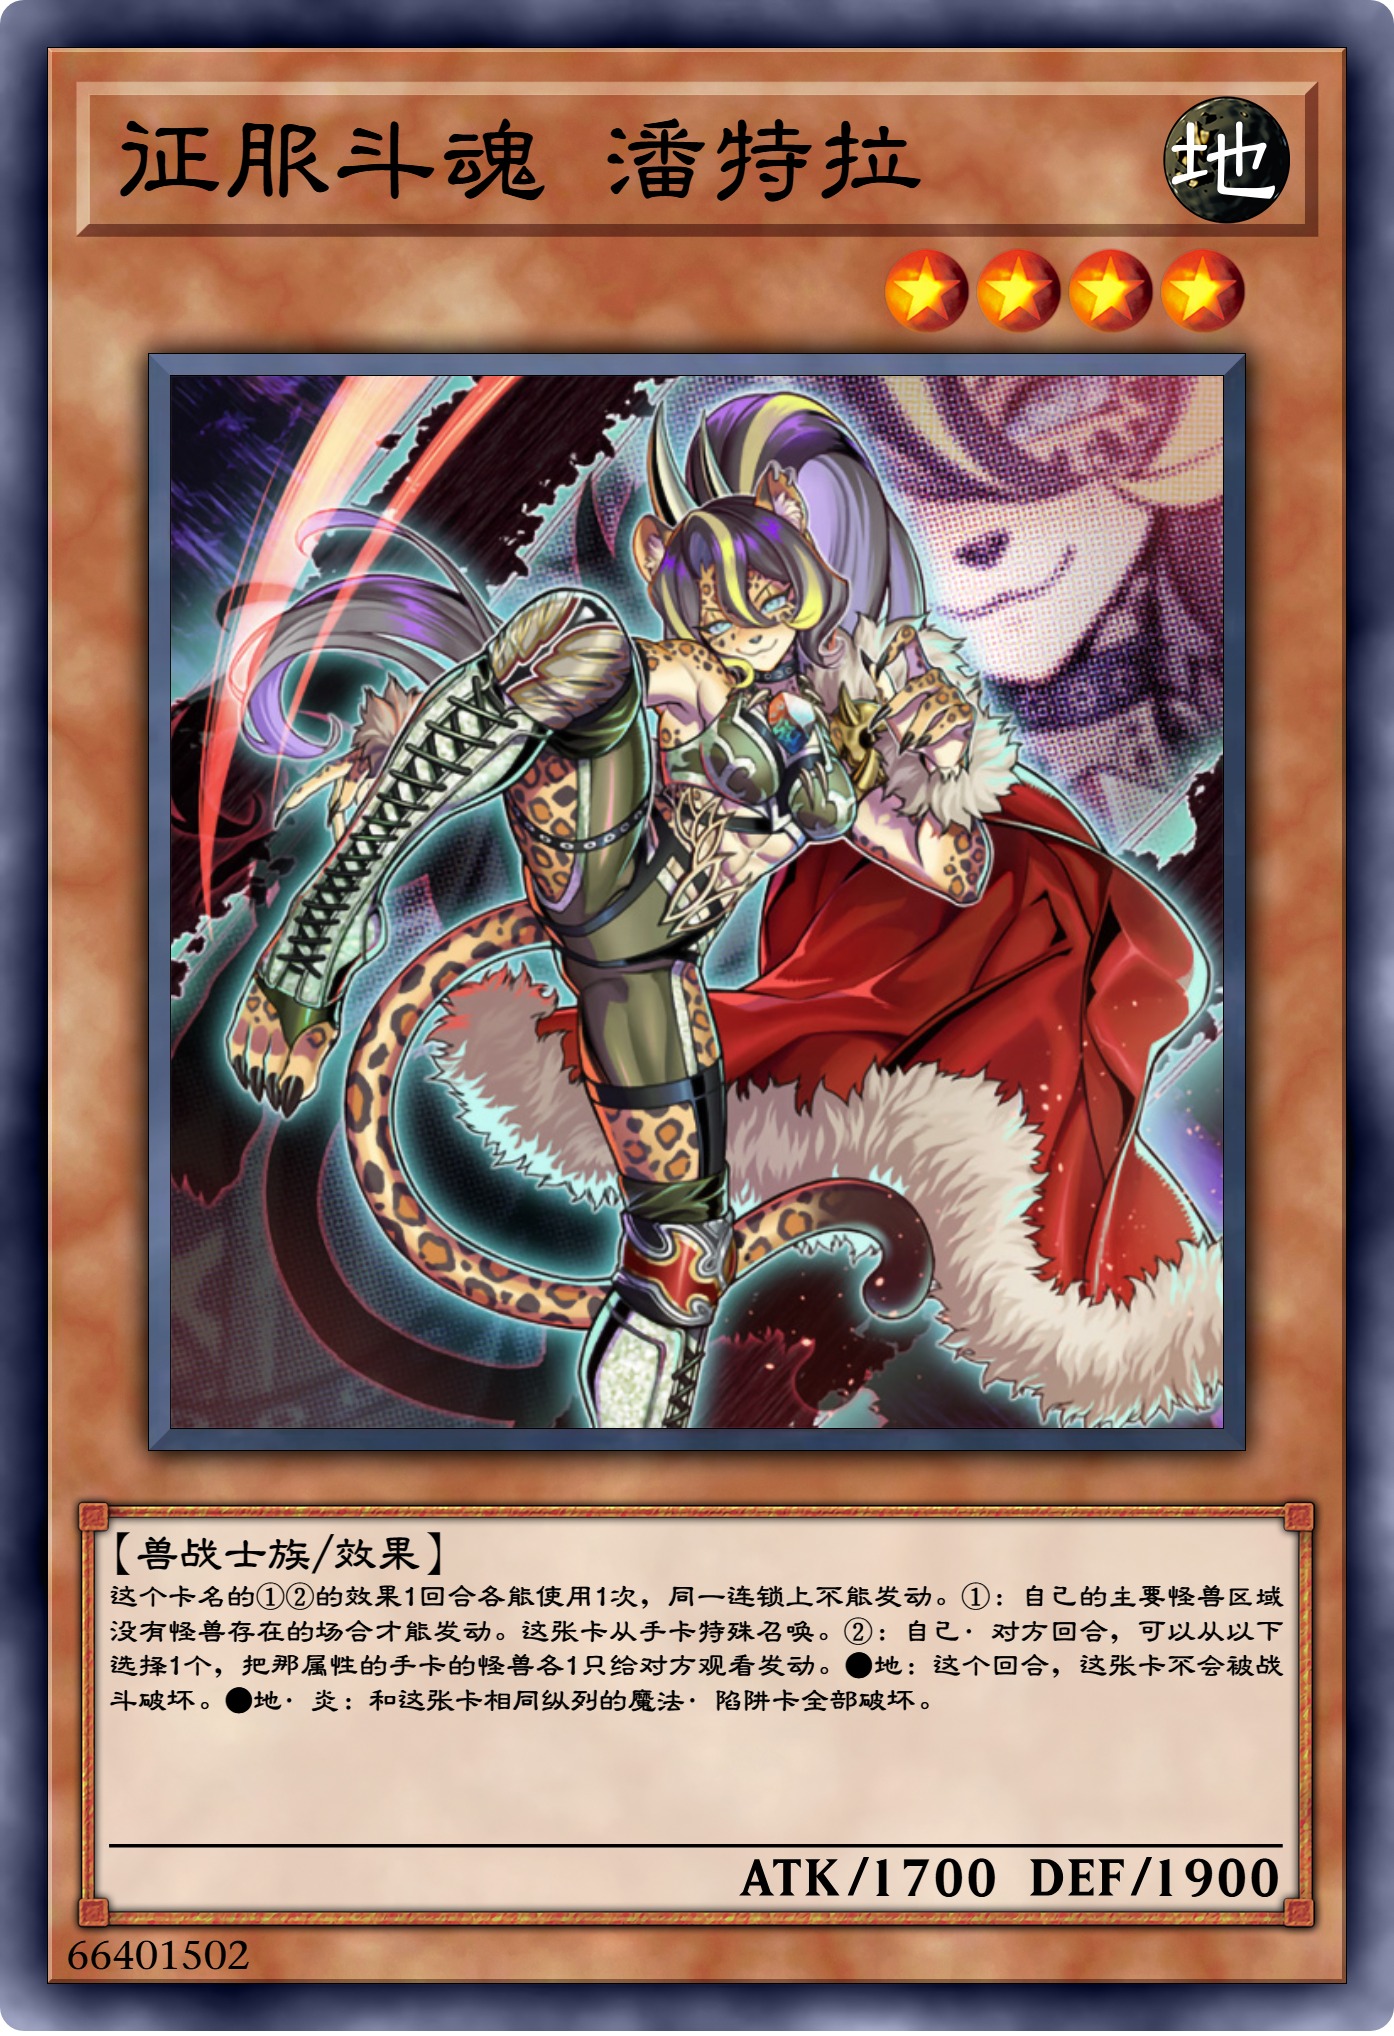 征服斗魂 潘特拉
地
【兽战士族/效果】
这个卡名的①②的效果1回合各能使用1次，同一连锁上不能发动。①：自己的主要怪兽区域
没有怪兽存在的场合才能发动。这张卡从手卡特殊召唤。②：自己·对方回合，可以从以下
选择1个，把那属性的手卡的怪兽各1只给对方观看发动。●地：这个回合，这张卡不会被战
斗破坏。●地·炎：和这张卡相同纵列的魔法·陷阱卡全部破坏。
ATK/1700 DEF/1900
66401502